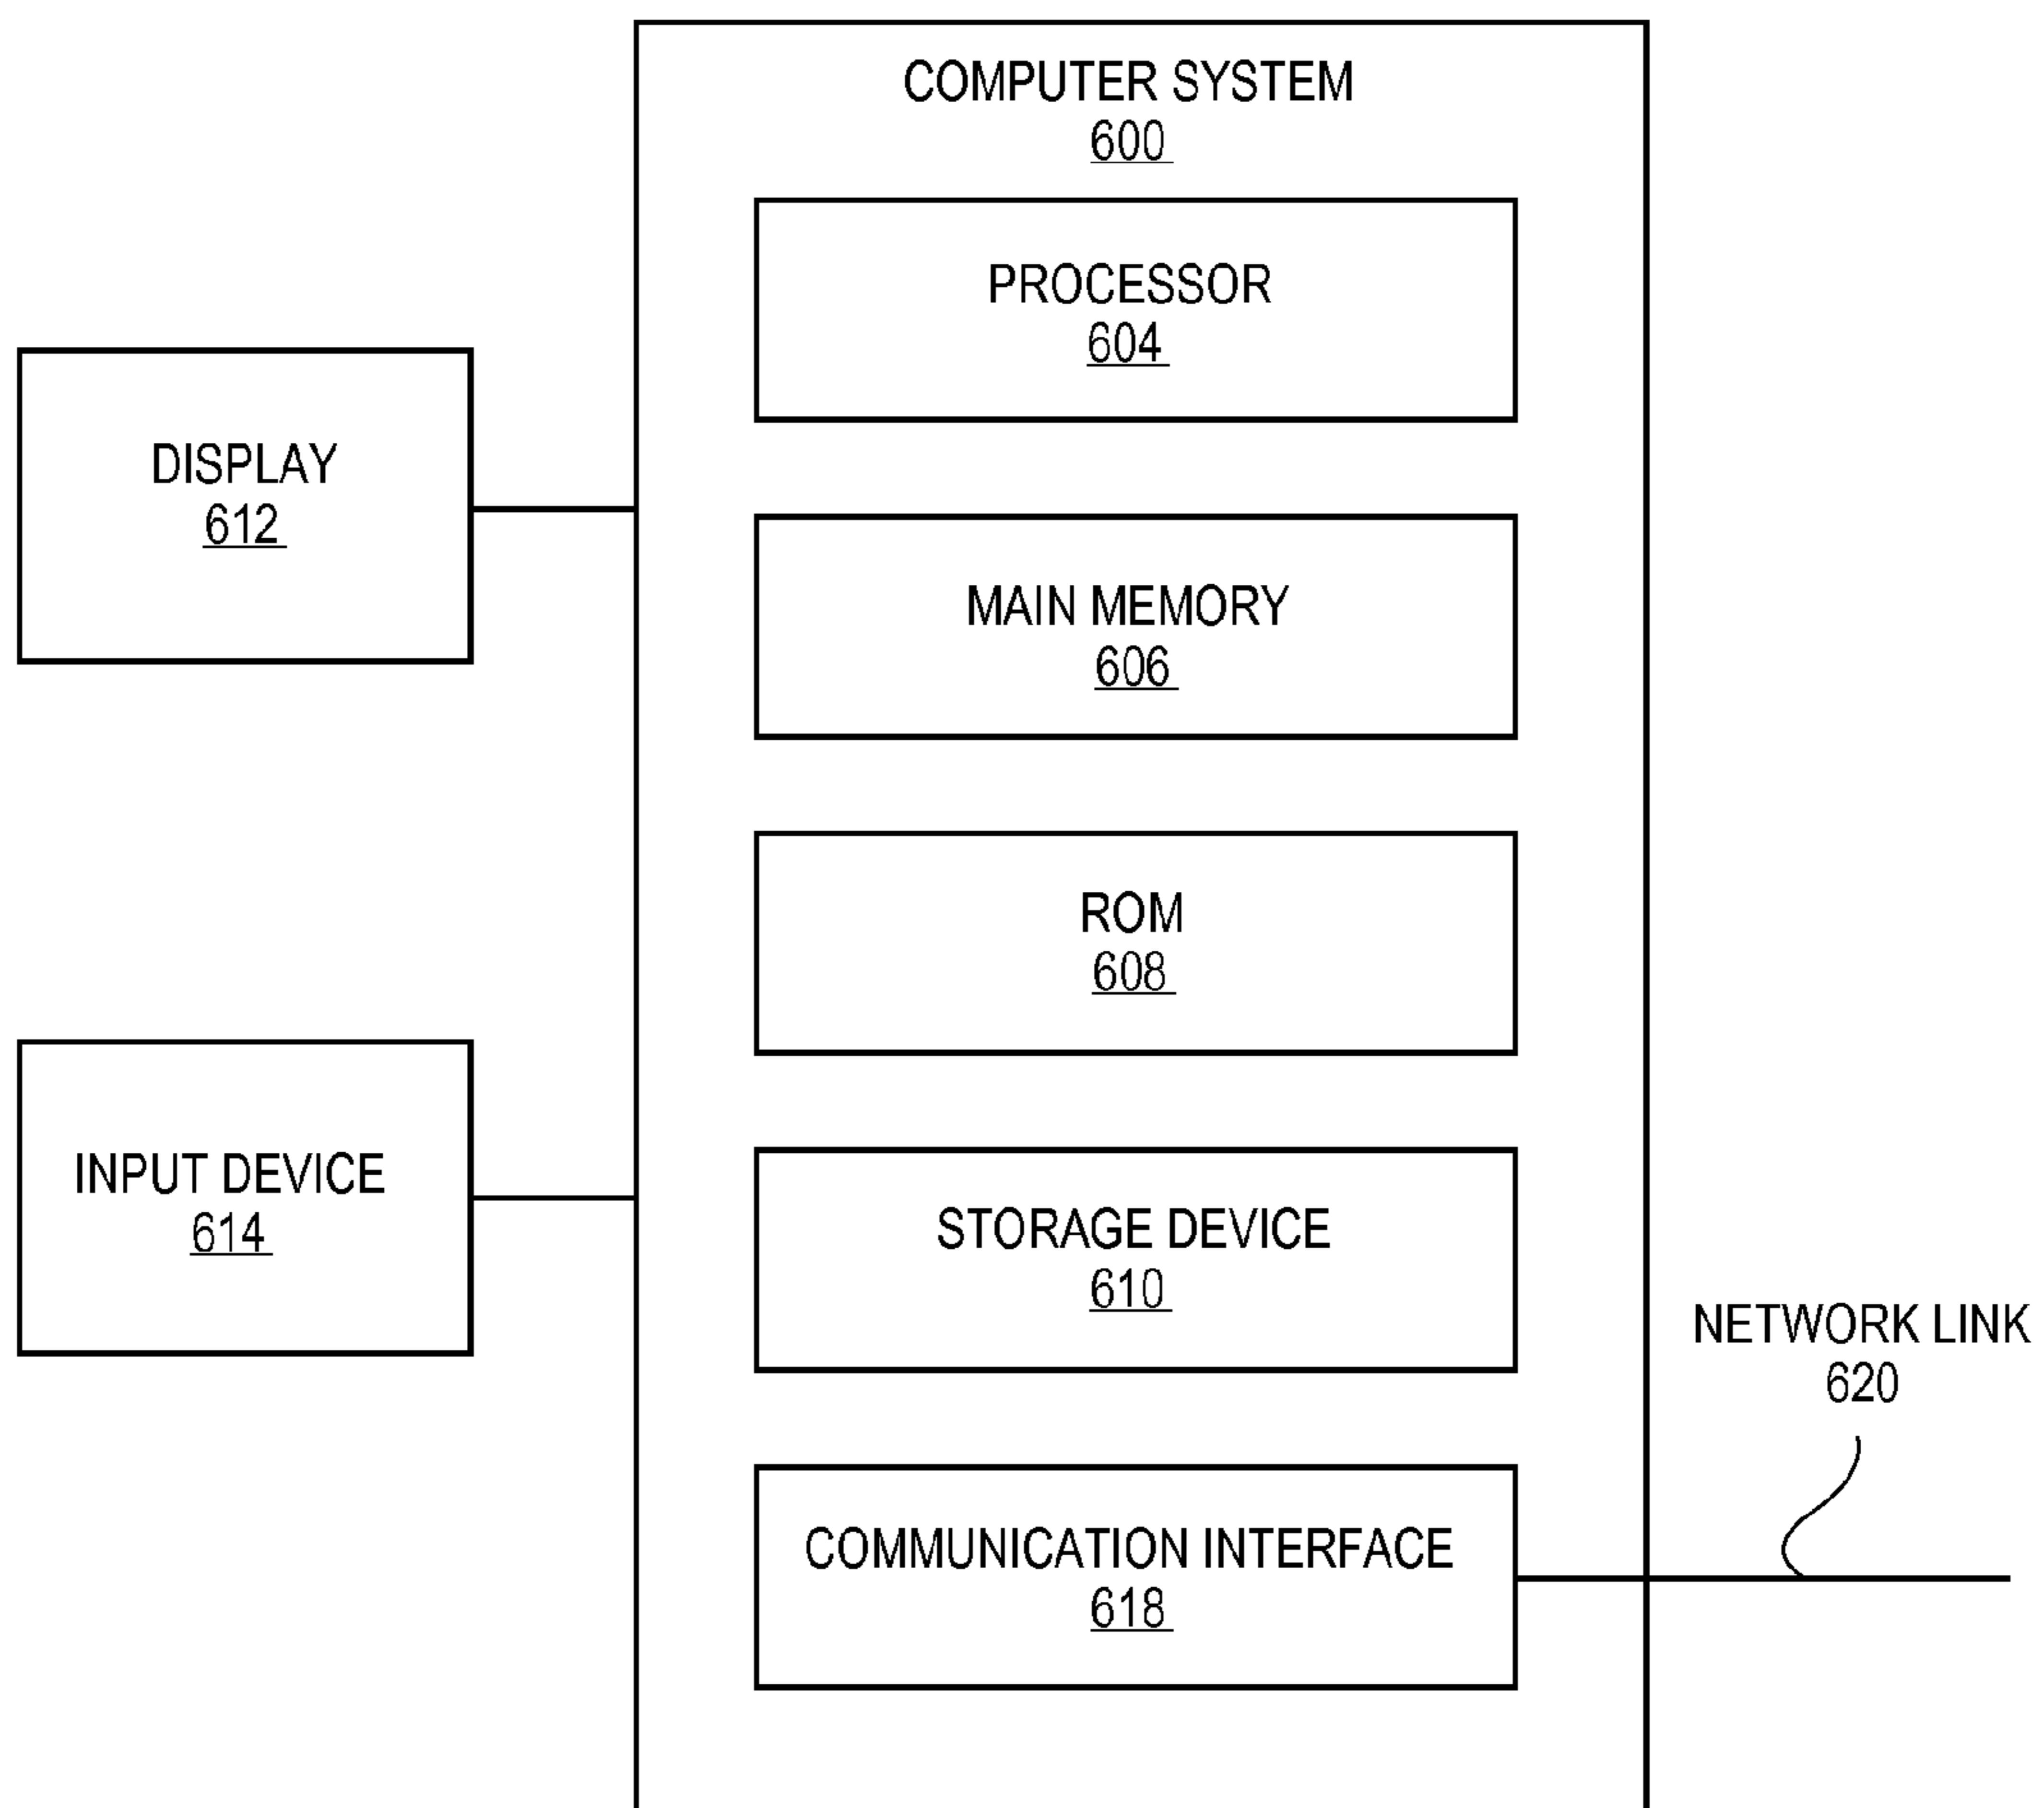 COMPUTER SYSTEM
600
PROCESSOR
604
DISPLAY
612
MAIN MEMORY
606
ROM
608
INPUT DEVICE
614
STORAGE DEVICE
610
NETWORK LINK
620
COMMUNICATION INTERFACE
618